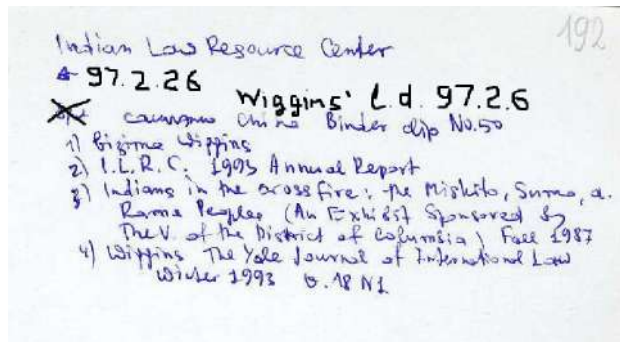 192
Indian Law Resource Center
97.2.26
Wiggins' L.d. 97.2.6
China Binder clip No.50
1) Wiggins
2) I.L.R.C. 1993 Annual Report
3) Indians in the crossfire: the Miskito, Sumo, a.
Rama Peoples (An Exhibit Sponsored by
The V. of the District of Columbia) Fall 1987
4) Wiggins The Yale Journal of International Law
Winter 1993 v. 18 N1